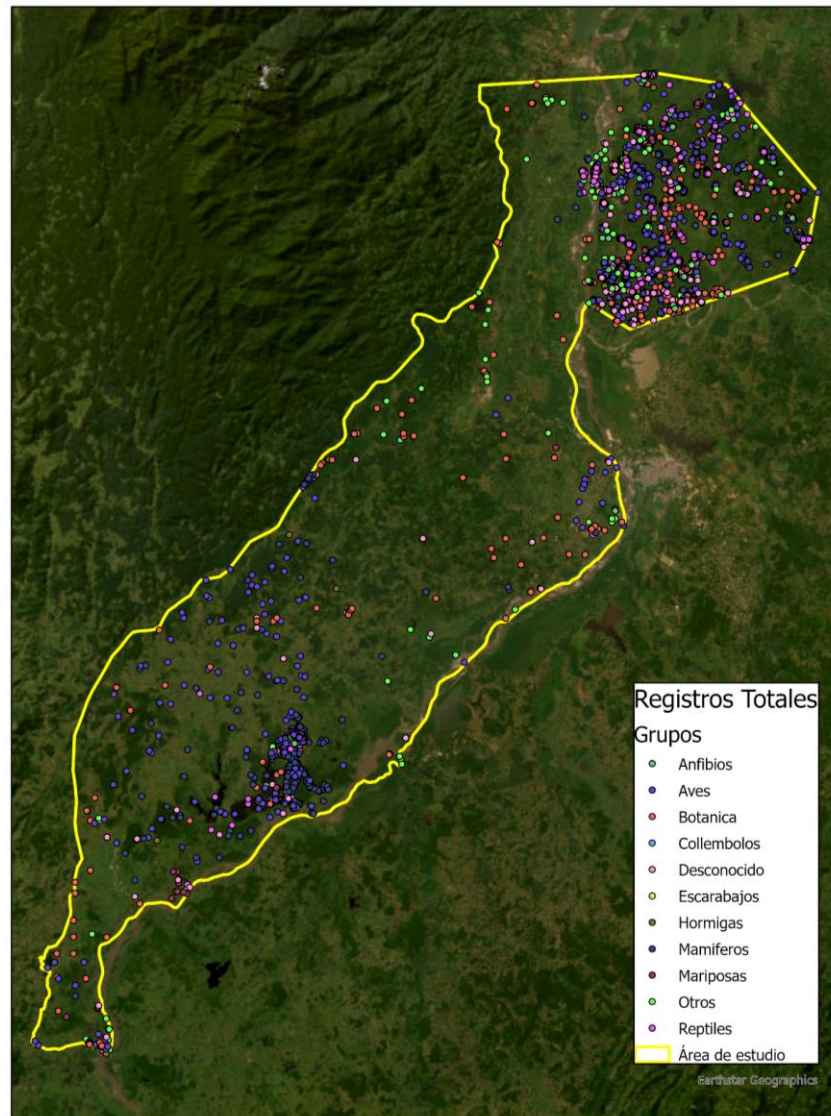 Registros Totales
Grupos
Anfibios
Aves
Botanica
Collembolos
Desconocido
Escarabajos
Hormigas
Mamiferos
Mariposas
Otros
Reptiles
Área de estudio
Earthstar Geographics